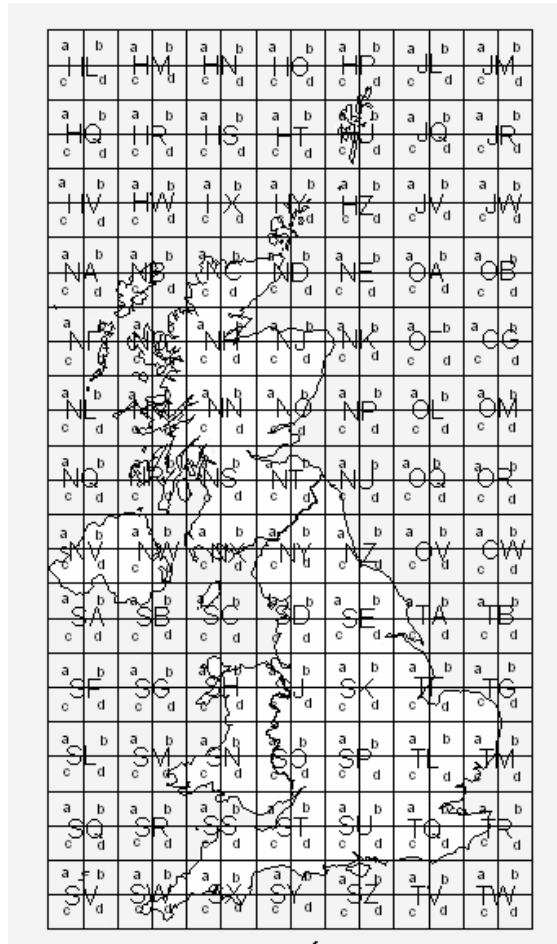 a b a b a b a b a b a b a b
HL HM HN HO HP JL JM
c d c d c d c d c d c d c d
a b a b a b a b a b a b a b
HQ HR HS HT HU JQ JR
c d c d c d c d c d c d c d
a b a b a b a b a b a b a b
HV HW HX HY HZ JV JW
c d c d c d c d c d c d c d
a b a b a b a b a b a b a b
NA NB NC ND NE OA OB
c d c d c d c d c d c d c d
a b a b a b a b a b a b a b
NF NG NH NJ NK OF OG
c d c d c d c d c d c d c d
a b a b a b a b a b a b a b
NL NM NN NO NP OL OM
c d c d c d c d c d c d c d
a b a b a b a b a b a b a b
NQ NR NS NT NU OQ OR
c d c d c d c d c d c d c d
a b a b a b a b a b a b a b
NV NW NX NY NZ OV OW
c d c d c d c d c d c d c d
a b a b a b a b a b a b a b
SA SB SC SD SE TA TB
c d c d c d c d c d c d c d
a b a b a b a b a b a b a b
SF SG SH SJ SK TF TG
c d c d c d c d c d c d c d
a b a b a b a b a b a b a b
SL SM SN SO SP TL TM
c d c d c d c d c d c d c d
a b a b a b a b a b a b a b
SQ SR SS ST SU TQ TR
c d c d c d c d c d c d c d
a b a b a b a b a b a b a b
SV SW SX SY SZ TV TW
c d c d c d c d c d c d c d